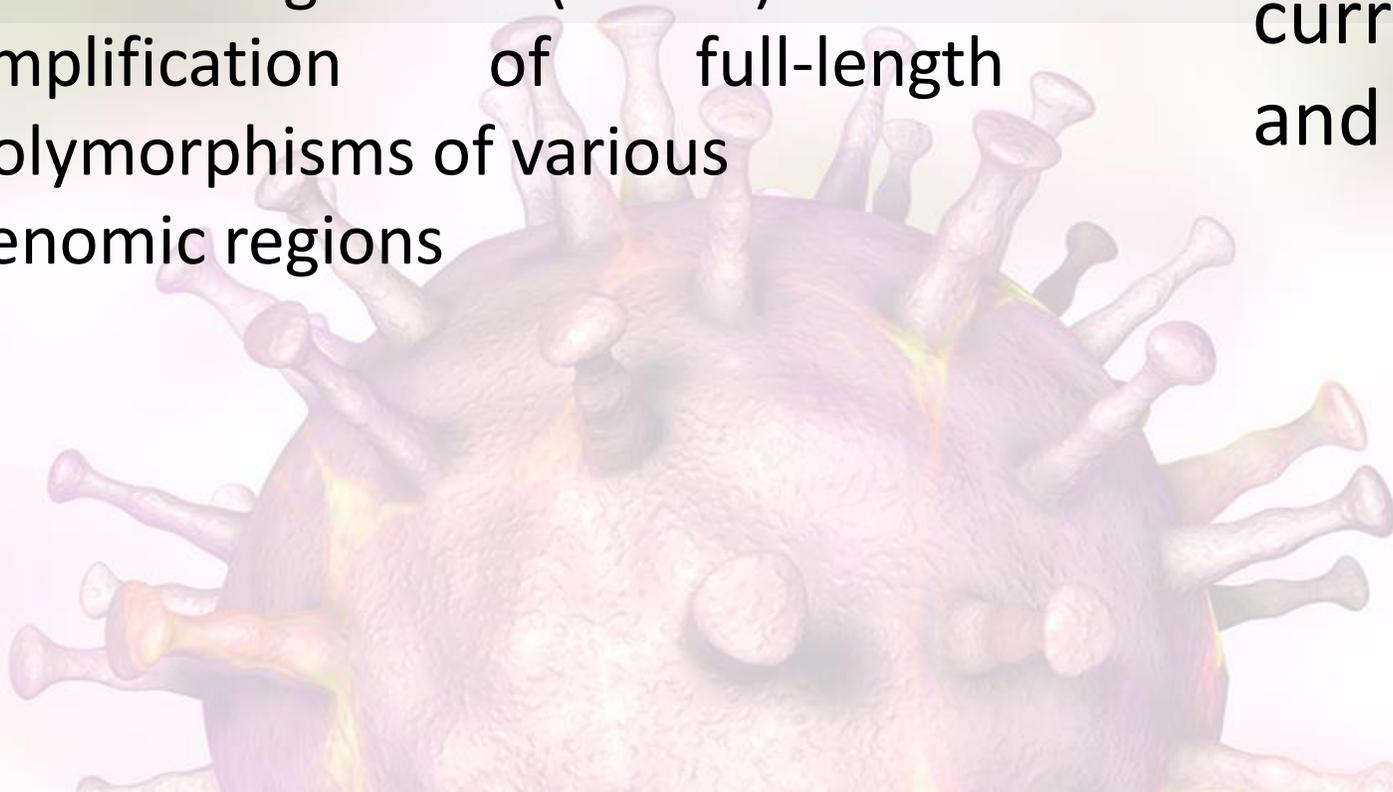 mplification of full-length
olymorphisms of various
enomic regions
curr
and